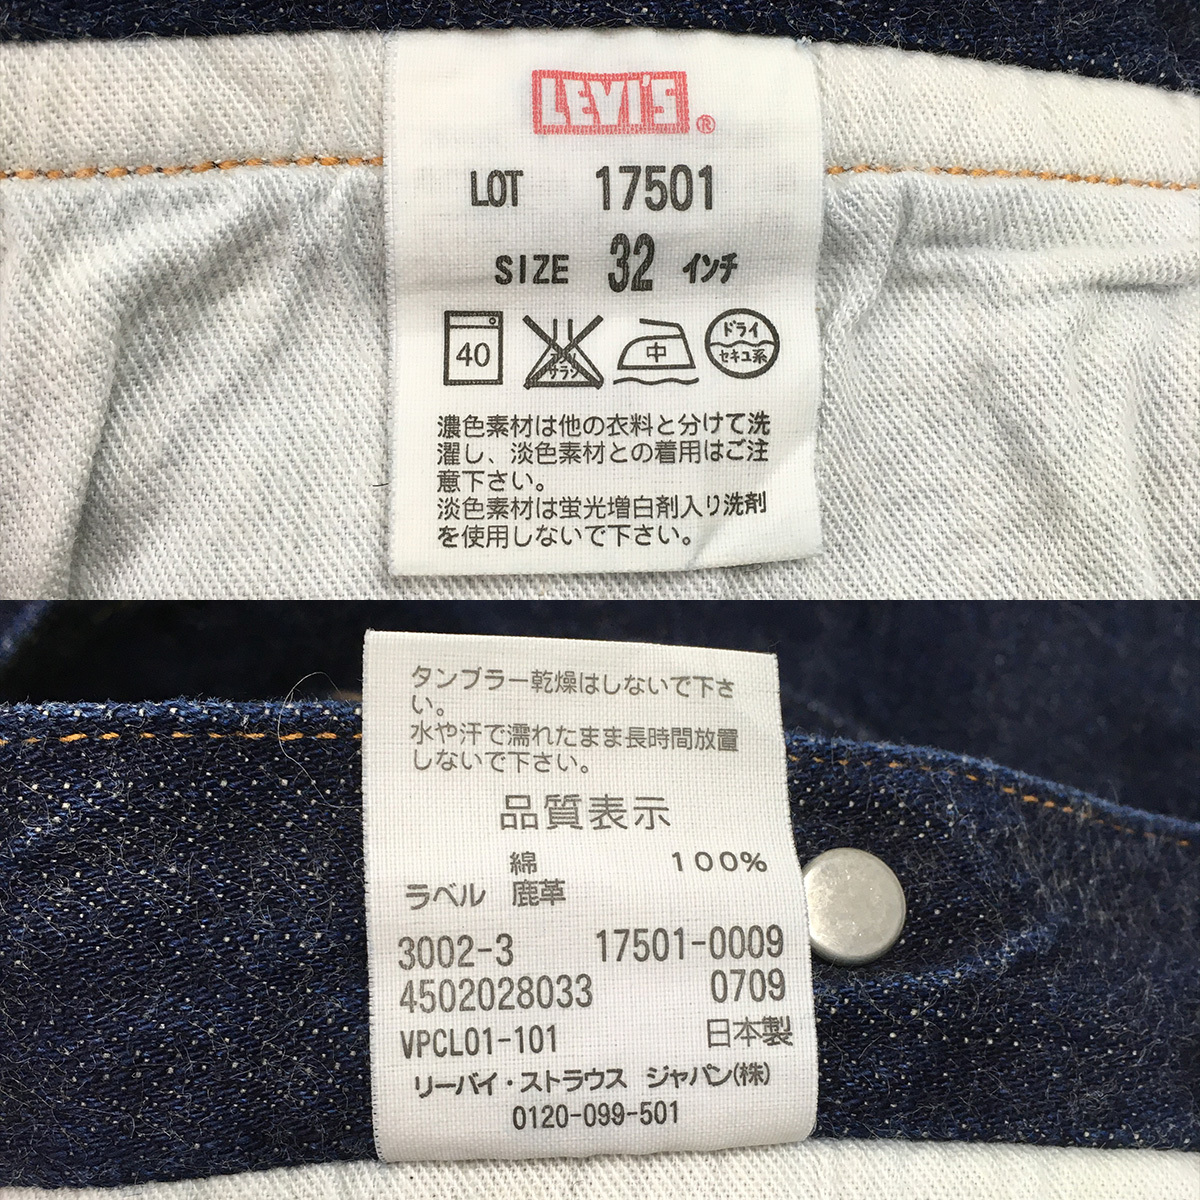 LEVI'S®
LOT 17501
SIZE 32 インチ
40
エンソ
サラシ
中
ドライ
セキユ系
濃色素材は他の衣料と分けて洗
濯し、淡色素材との着用はご注
意下さい。
淡色素材は蛍光増白剤入り洗剤
を使用しないで下さい。
タンブラー乾燥はしないで下さ
い。
水や汗で濡れたまま長時間放置
しないで下さい。
品質表示
綿 100%
ラベル 鹿革
3002-3 17501-0009
4502028033 0709
VPCL01-101 日本製
リーバイ・ストラウス ジャパン(株)
0120-099-501